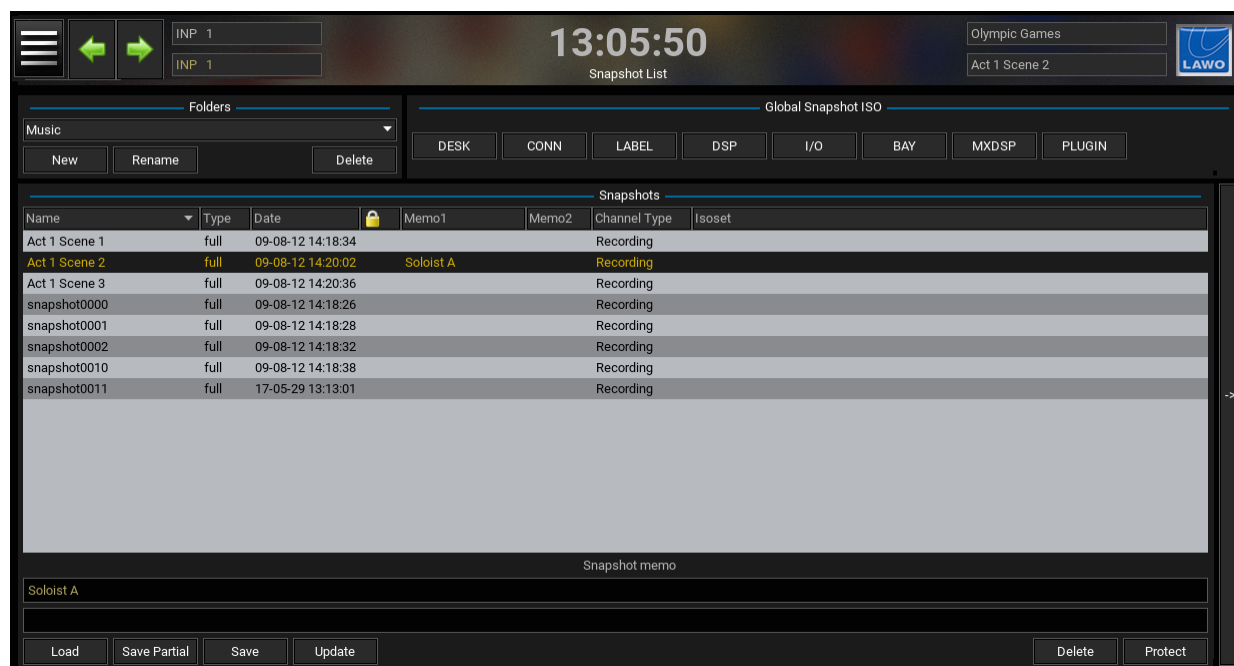 INP 1
13:05:50
Olympic Games
INP 1
Snapshot List
Act 1 Scene 2
LAWO
Folders
Music
New Rename Delete
Global Snapshot ISO
DESK CONN LABEL DSP I/O BAY MXDSP PLUGIN
Snapshots
Name Type Date Memo1 Memo2 Channel Type Isoset
Act 1 Scene 1 full 09-08-12 14:18:34 Recording
Act 1 Scene 2 full 09-08-12 14:20:02 Soloist A Recording
Act 1 Scene 3 full 09-08-12 14:20:36 Recording
snapshot0000 full 09-08-12 14:18:26 Recording
snapshot0001 full 09-08-12 14:18:28 Recording
snapshot0002 full 09-08-12 14:18:32 Recording
snapshot0010 full 09-08-12 14:18:38 Recording
snapshot0011 full 17-05-29 13:13:01 Recording
->
Snapshot memo
Soloist A
Load Save Partial Save Update Delete Protect